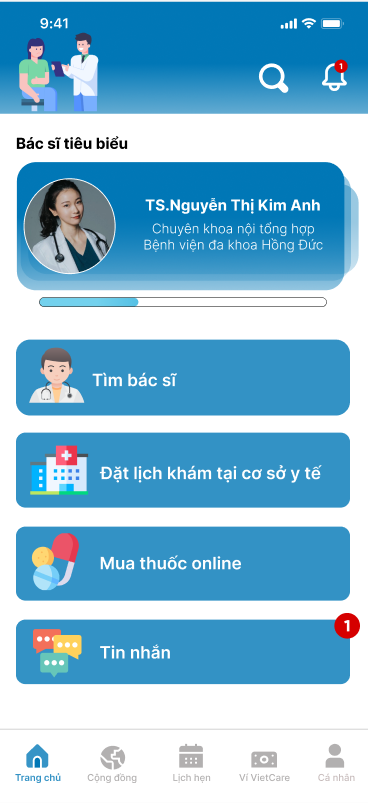 9:41
1
Bác sĩ tiêu biểu
TS.Nguyễn Thị Kim Anh
Chuyên khoa nội tổng hợp
Bệnh viện đa khoa Hồng Đức
Tìm bác sĩ
Đặt lịch khám tại cơ sở y tế
Mua thuốc online
1
Tin nhắn
Trang chủ
Cộng đồng
Lịch hẹn
Ví VietCare
Cá nhân